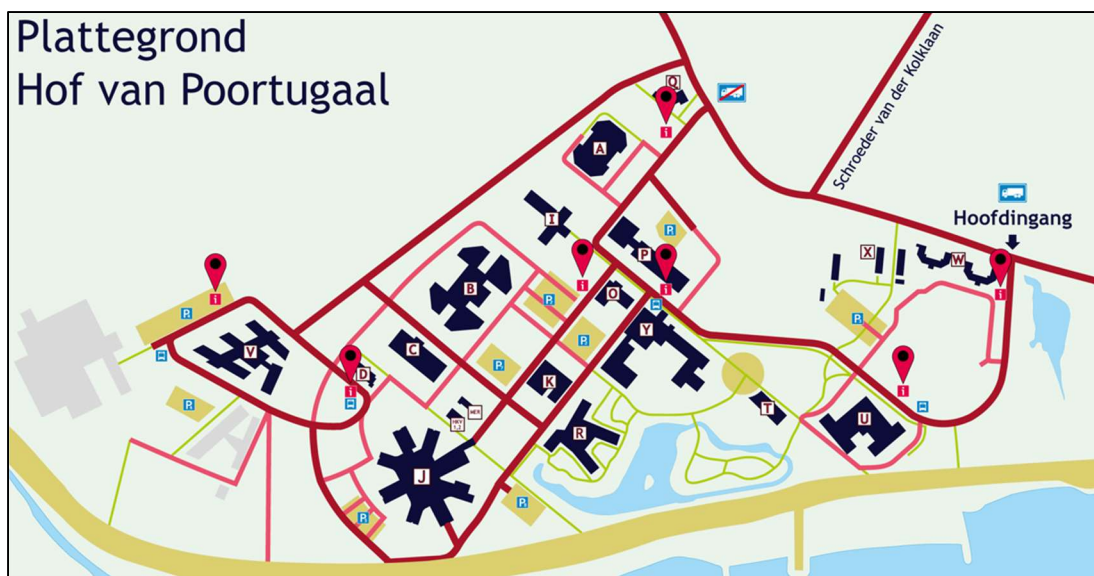 Plattegrond
Hof van Poortugaal
Schroeder van der Kolklaan
Hoofdingang
Q
i
A
I
P
P
X
W
i
i
i
i
B
O
P
P
i
P
Y
P
V
C
P
i
D
i
K
P
T
U
R
J
P
P